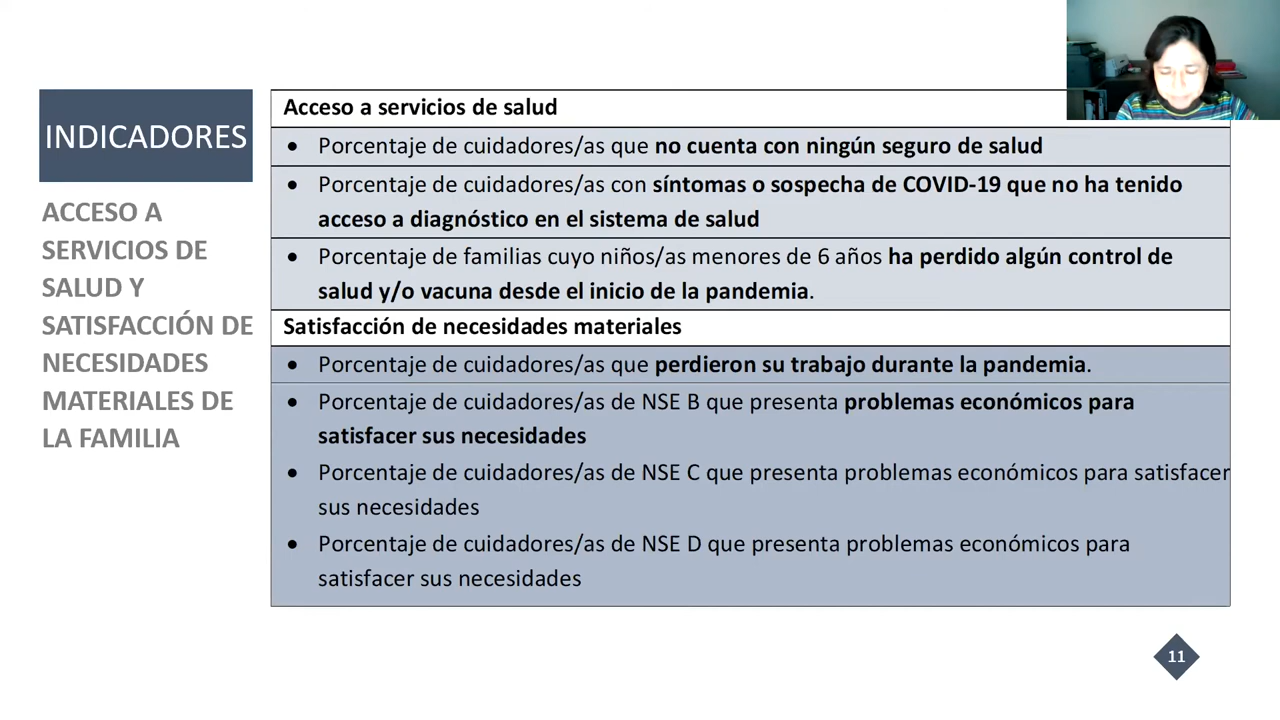 INDICADORES
ACCESO A
SERVICIOS DE
SALUD Y
SATISFACCIÓN DE
NECESIDADES
MATERIALES DE
LA FAMILIA
Acceso a servicios de salud
• Porcentaje de cuidadores/as que no cuenta con ningún seguro de salud
• Porcentaje de cuidadores/as con síntomas o sospecha de COVID-19 que no ha tenido
acceso a diagnóstico en el sistema de salud
• Porcentaje de familias cuyo niños/as menores de 6 años ha perdido algún control de
salud y/o vacuna desde el inicio de la pandemia.
Satisfacción de necesidades materiales
• Porcentaje de cuidadores/as que perdieron su trabajo durante la pandemia.
• Porcentaje de cuidadores/as de NSE B que presenta problemas económicos para
satisfacer sus necesidades
• Porcentaje de cuidadores/as de NSE C que presenta problemas económicos para satisfacer
sus necesidades
• Porcentaje de cuidadores/as de NSE D que presenta problemas económicos para
satisfacer sus necesidades
11